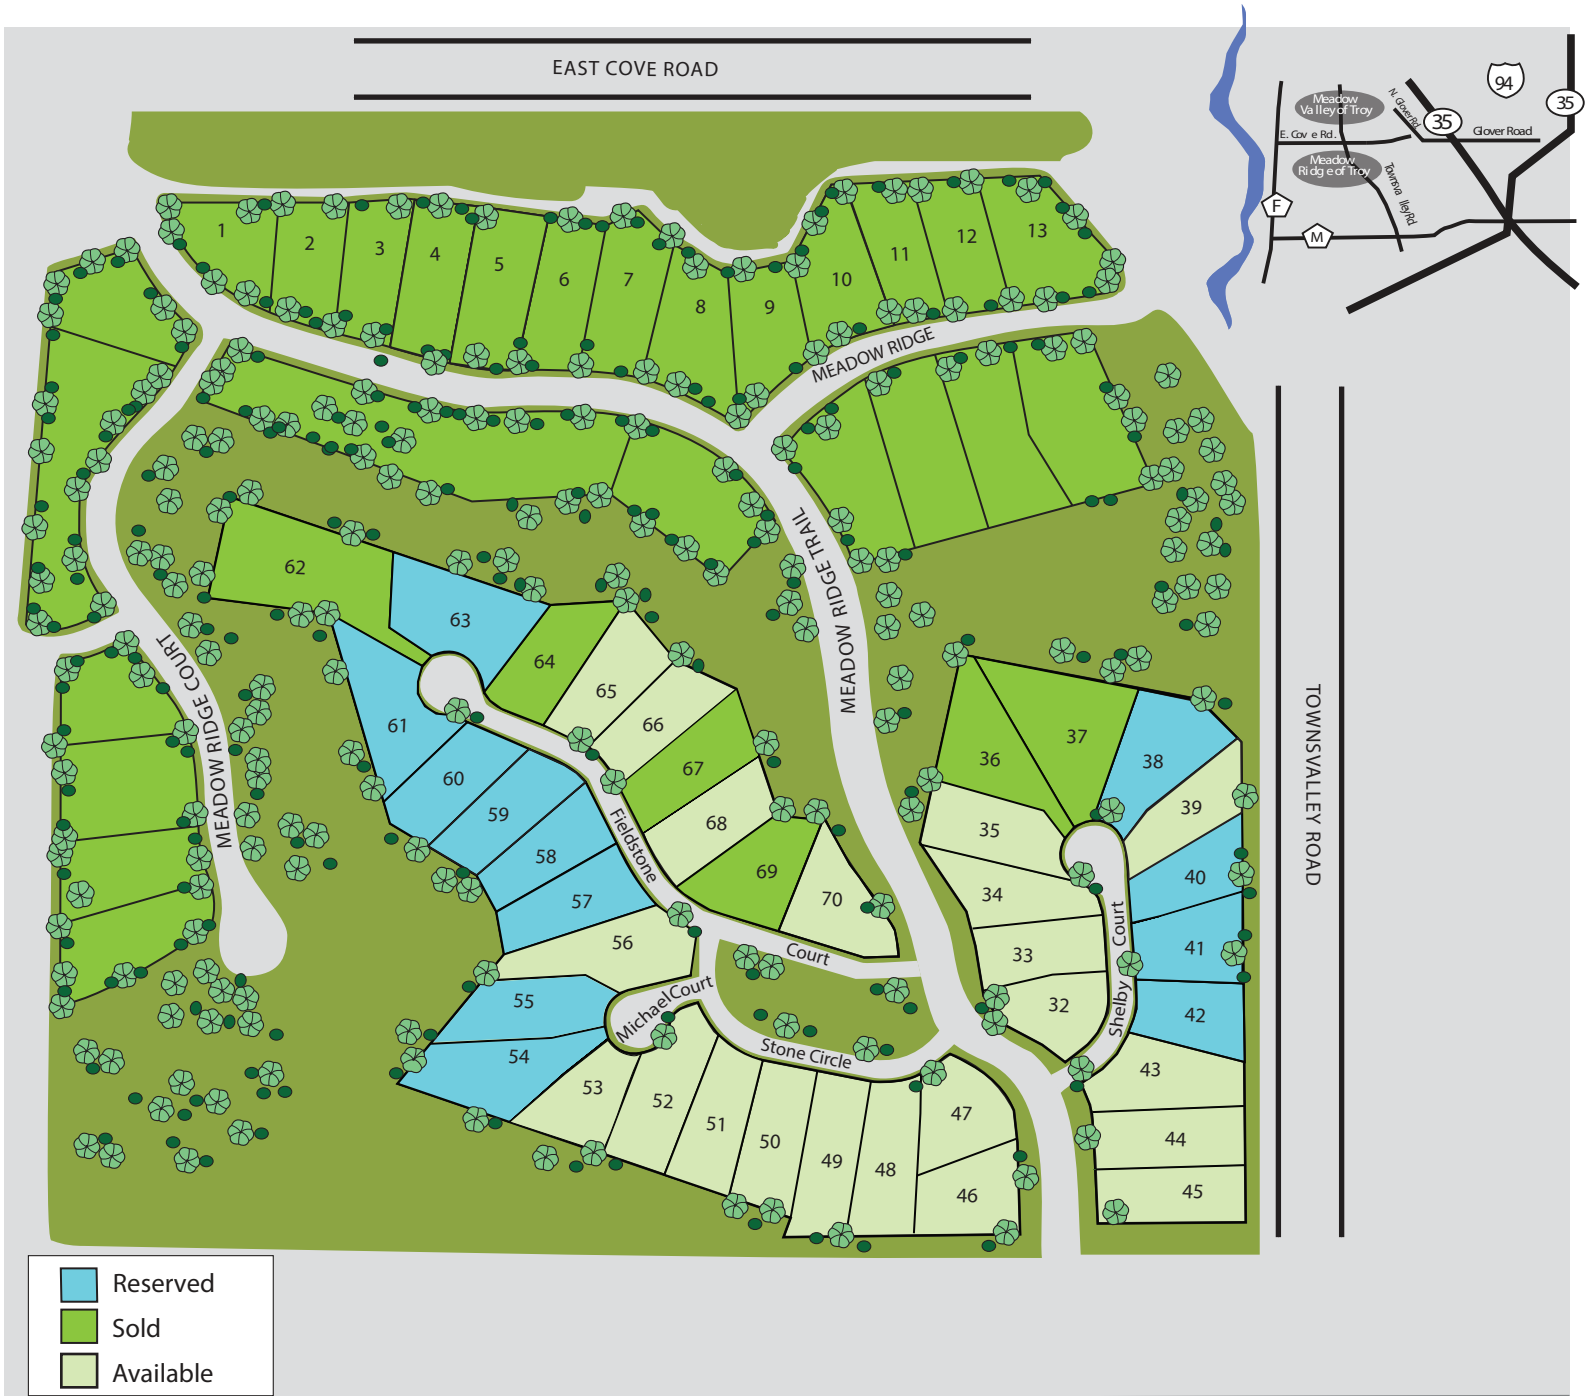 EAST COVE ROAD
94
35
35
Meadow
Valley of Troy
N. Glover Rd.
Glover Road
E. Cove Rd.
Meadow
Ridge of Troy
Townsvalley Rd
F
M
1
2
3
4
5
6
7
8
9
10
11
12
13
MEADOW RIDGE
MEADOW RIDGE TRAIL
MEADOW RIDGE COURT
TOWNSVALLEY ROAD
62
63
64
65
66
67
68
69
70
61
60
59
58
57
56
55
54
53
52
51
50
49
48
47
46
Fieldstone
Court
Michael Court
Stone Circle
36
37
38
39
35
34
33
32
40
41
42
43
44
45
Shelby Court
Reserved
Sold
Available